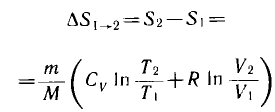 ΔS₁→₂ = S₂ − S₁ =
= m/M (C_V ln T₂/T₁ + R ln V₂/V₁)